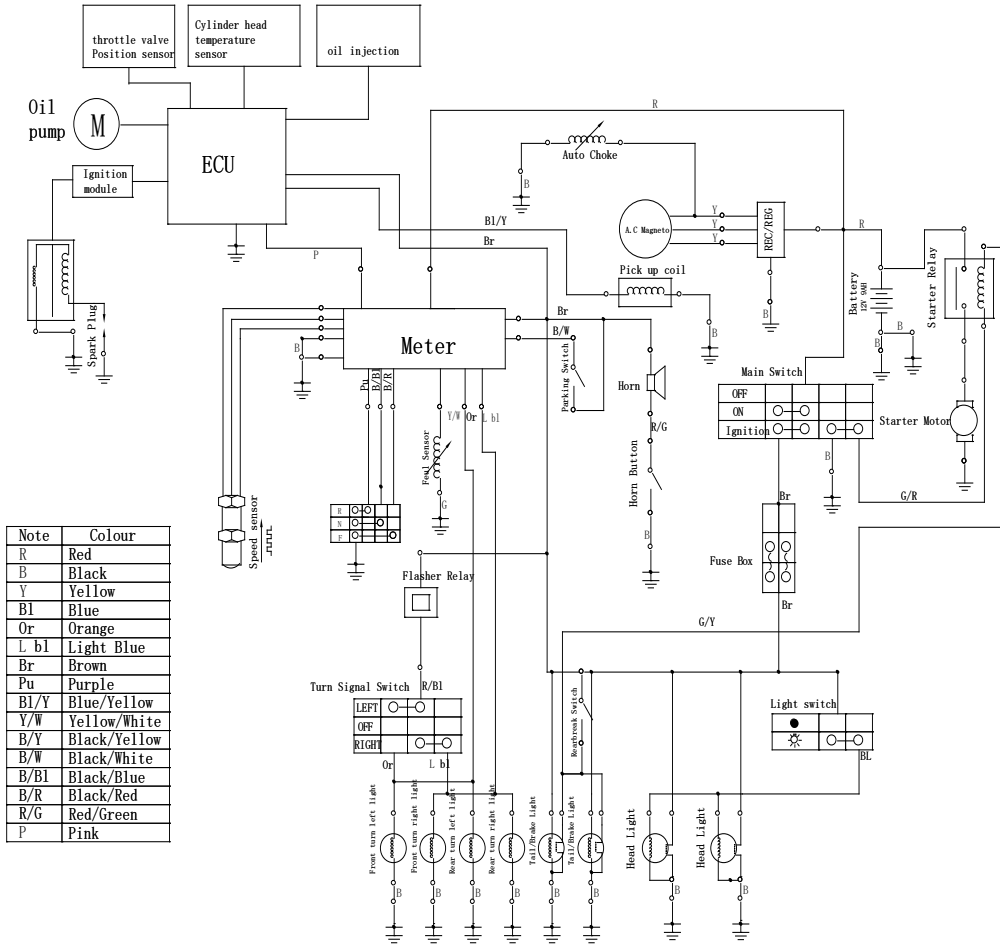 throttle valve
Position sensor
Cylinder head
temperature
sensor
oil injection
Oil
pump
M
ECU
Ignition
module
R
Auto Choke
B
Bl/Y
Br
P
A.C Magneto
Y
Y
Y
REC/REG
R
B
Pick up coil
B
Battery
12V 9AH
B
B
Starter Relay
Spark Plug
Meter
B
Br
B/W
Parking Switch
Horn
R/G
Horn Button
B
Pu
B/Bl
B/R
Y/W
Or
L bl
Feul Sensor
G
R
N
F
Speed sensor
Main Switch
OFF
ON
Ignition
B
Starter Motor
G/R
Br
Fuse Box
Br
G/Y
Flasher Relay
Turn Signal Switch
R/Bl
LEFT
OFF
RIGHT
Or
L bl
Rearbreak Switch
Light switch
BL
Front turn left light
Front turn right light
Rear turn left light
Rear turn right light
Tail/Brake Light
Tail/Brake Light
Head Light
Head Light
B
B
B
B
B
B
B
B
Note Colour
R Red
B Black
Y Yellow
Bl Blue
Or Orange
L bl Light Blue
Br Brown
Pu Purple
Bl/Y Blue/Yellow
Y/W Yellow/White
B/Y Black/Yellow
B/W Black/White
B/Bl Black/Blue
B/R Black/Red
R/G Red/Green
P Pink